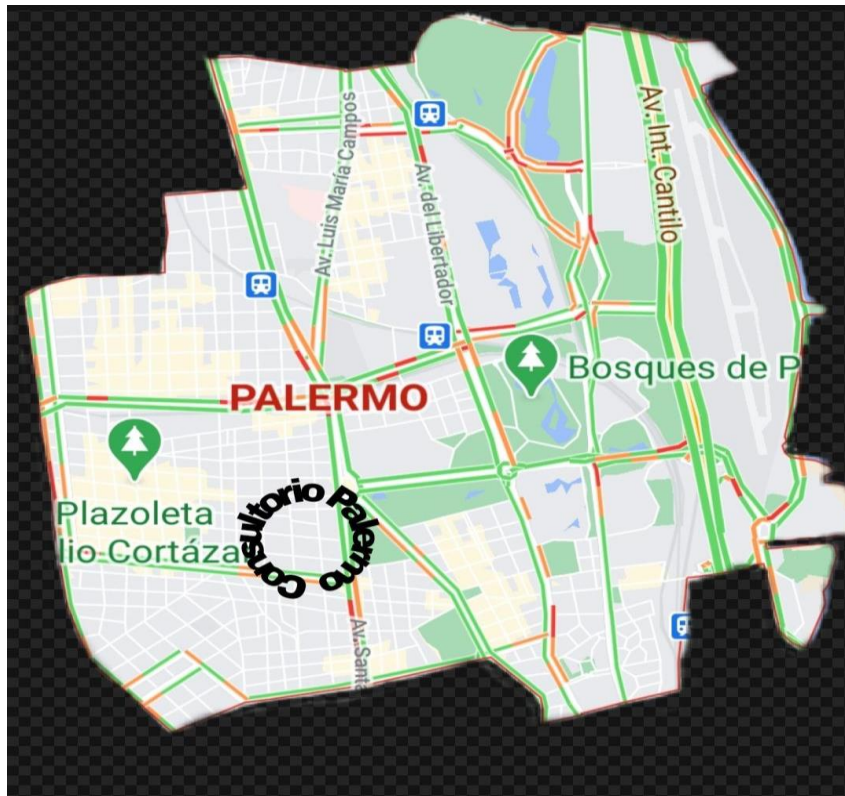 Av. Int. Cantilo
Av. Luis María Campos
Av. del Libertador
Bosques de P
PALERMO
Plazoleta
lio Cortáza
Consultorio Palermo
Av. Santa